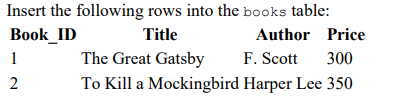 Insert the following rows into the books table:
Book_ID Title Author Price
1 The Great Gatsby F. Scott 300
2 To Kill a Mockingbird Harper Lee 350